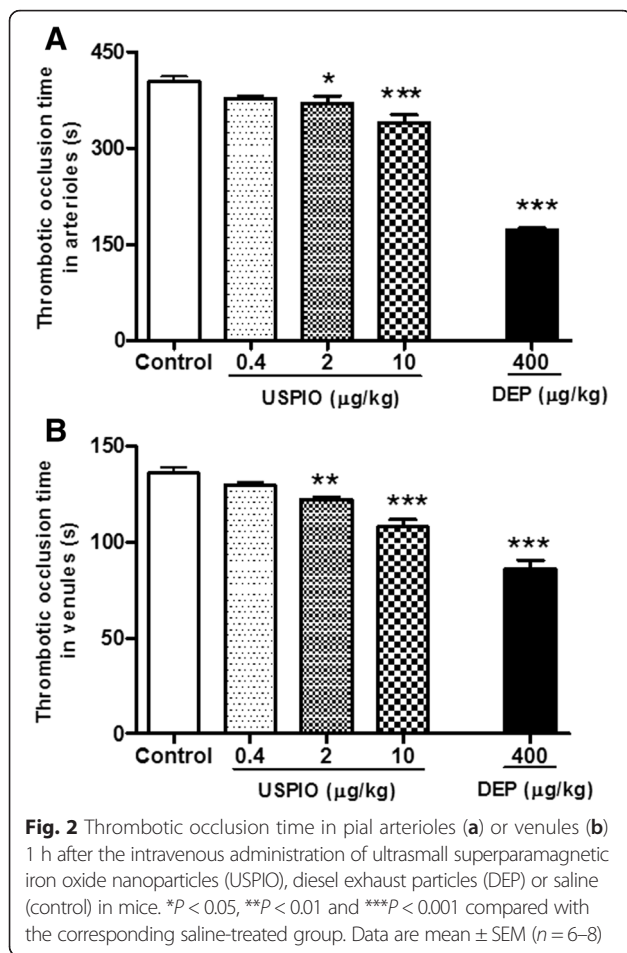 A
Thrombotic occlusion time
in arterioles (s)
450
300
150
0
*
***
***
Control
0.4
2
10
400
USPIO (µg/kg)
DEP (µg/kg)
B
Thrombotic occlusion time
in venules (s)
150
100
50
0
**
***
***
Control
0.4
2
10
400
USPIO (µg/kg)
DEP (µg/kg)
Fig. 2 Thrombotic occlusion time in pial arterioles (a) or venules (b)
1 h after the intravenous administration of ultrasmall superparamagnetic
iron oxide nanoparticles (USPIO), diesel exhaust particles (DEP) or saline
(control) in mice. *P < 0.05, **P < 0.01 and ***P < 0.001 compared with
the corresponding saline-treated group. Data are mean ± SEM (n = 6–8)